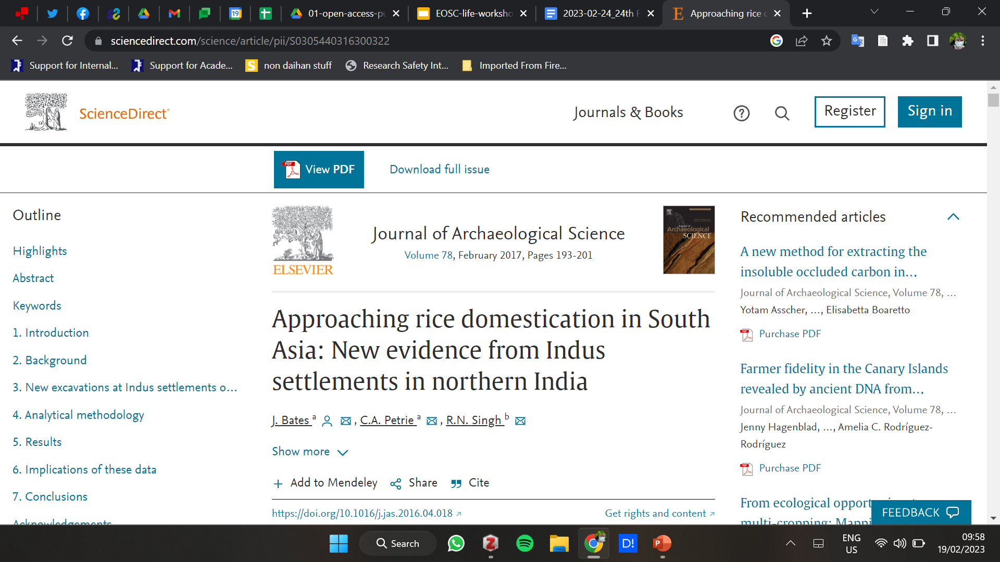 01-open-access-pu
EOSC-life-worksho
2023-02-24_24th F
Approaching rice d
sciencedirect.com/science/article/pii/S0305440316300322
Support for Internal...
Support for Acade...
non daihan stuff
Research Safety Int...
Imported From Fire...
ScienceDirect
Journals & Books
Register
Sign in
View PDF
Download full issue
Outline
Highlights
Abstract
Keywords
1. Introduction
2. Background
3. New excavations at Indus settlements o...
4. Analytical methodology
5. Results
6. Implications of these data
7. Conclusions
Acknowledgements
ELSEVIER
Journal of Archaeological Science
Volume 78, February 2017, Pages 193-201
Journal of
Archaeological
SCIENCE
Approaching rice domestication in South
Asia: New evidence from Indus
settlements in northern India
J. Bates a , C.A. Petrie a , R.N. Singh b
Show more
Add to Mendeley Share Cite
https://doi.org/10.1016/j.jas.2016.04.018
Get rights and content
Recommended articles
A new method for extracting the
insoluble occluded carbon in...
Journal of Archaeological Science, Volume 78, ...
Yotam Asscher, ..., Elisabetta Boaretto
Purchase PDF
Farmer fidelity in the Canary Islands
revealed by ancient DNA from...
Journal of Archaeological Science, Volume 78, ...
Jenny Hagenblad, ..., Amelia C. Rodríguez-
Rodríguez
Purchase PDF
From ecological opport
multi-cropping: Mappi
FEEDBACK
Search
D!
ENG
US
09:58
19/02/2023